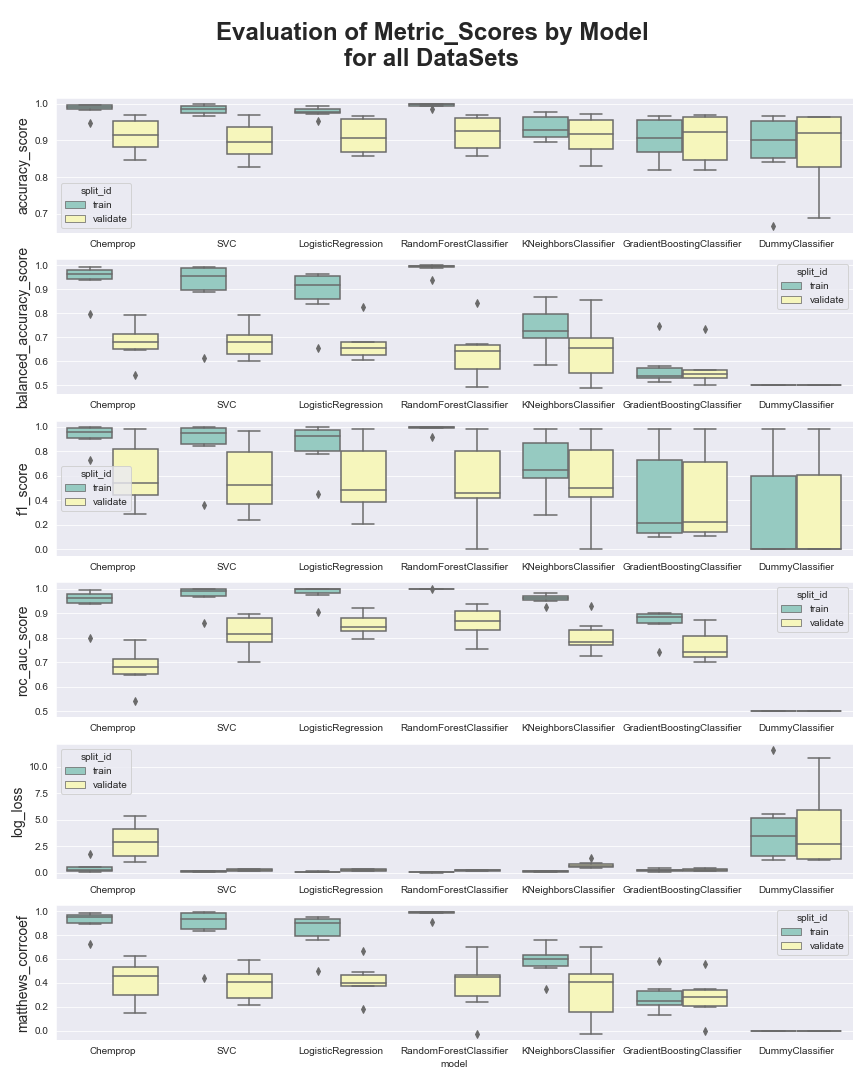 Evaluation of Metric_Scores by Model
for all DataSets
accuracy_score
1.0
0.9
0.8
0.7
split_id
train
validate
Chemprop SVC LogisticRegression RandomForestClassifier KNeighborsClassifier GradientBoostingClassifier DummyClassifier
balanced_accuracy_score
1.0
0.9
0.8
0.7
0.6
0.5
split_id
train
validate
Chemprop SVC LogisticRegression RandomForestClassifier KNeighborsClassifier GradientBoostingClassifier DummyClassifier
f1_score
1.0
0.8
0.6
0.4
0.2
0.0
split_id
train
validate
Chemprop SVC LogisticRegression RandomForestClassifier KNeighborsClassifier GradientBoostingClassifier DummyClassifier
roc_auc_score
1.0
0.9
0.8
0.7
0.6
0.5
split_id
train
validate
Chemprop SVC LogisticRegression RandomForestClassifier KNeighborsClassifier GradientBoostingClassifier DummyClassifier
log_loss
10.0
7.5
5.0
2.5
0.0
split_id
train
validate
Chemprop SVC LogisticRegression RandomForestClassifier KNeighborsClassifier GradientBoostingClassifier DummyClassifier
matthews_corrcoef
1.0
0.8
0.6
0.4
0.2
0.0
split_id
train
validate
Chemprop SVC LogisticRegression RandomForestClassifier KNeighborsClassifier GradientBoostingClassifier DummyClassifier
model